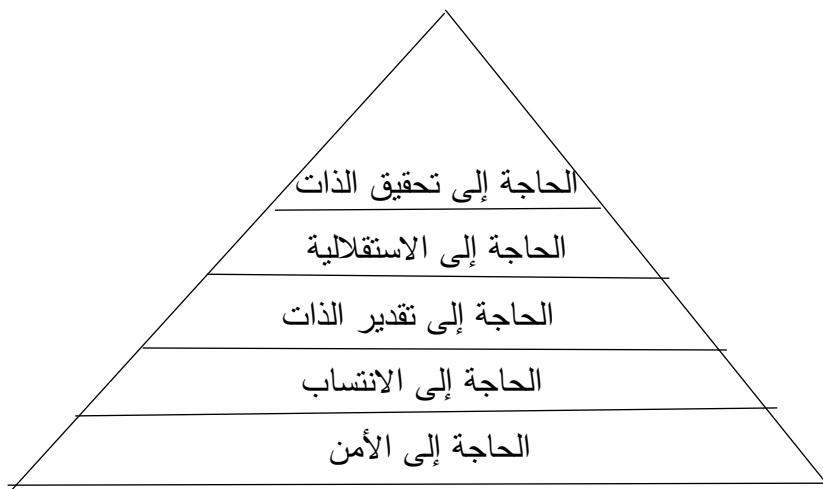 الحاجة إلى تحقيق الذات
الحاجة إلى الاستقلالية
الحاجة إلى تقدير الذات
الحاجة إلى الانتساب
الحاجة إلى الأمن